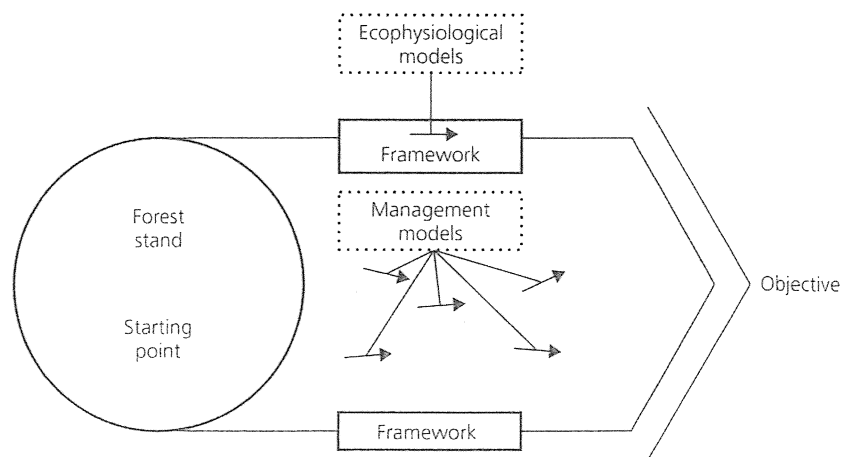 Ecophysiological
models
Framework
Management
models
Forest
stand
Objective
Starting
point
Framework